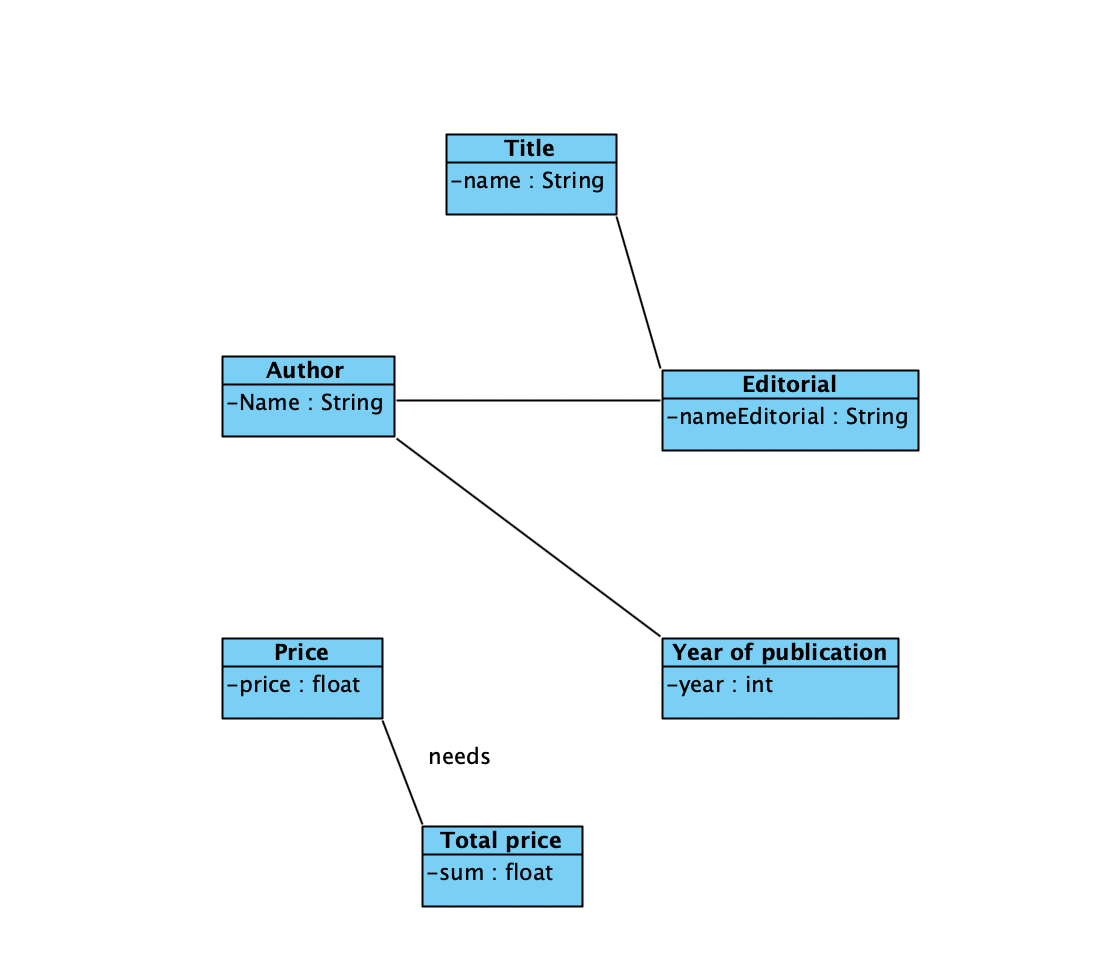 Title
-name : String
Author
-Name : String
Editorial
-nameEditorial : String
Price
-price : float
Year of publication
-year : int
needs
Total price
-sum : float